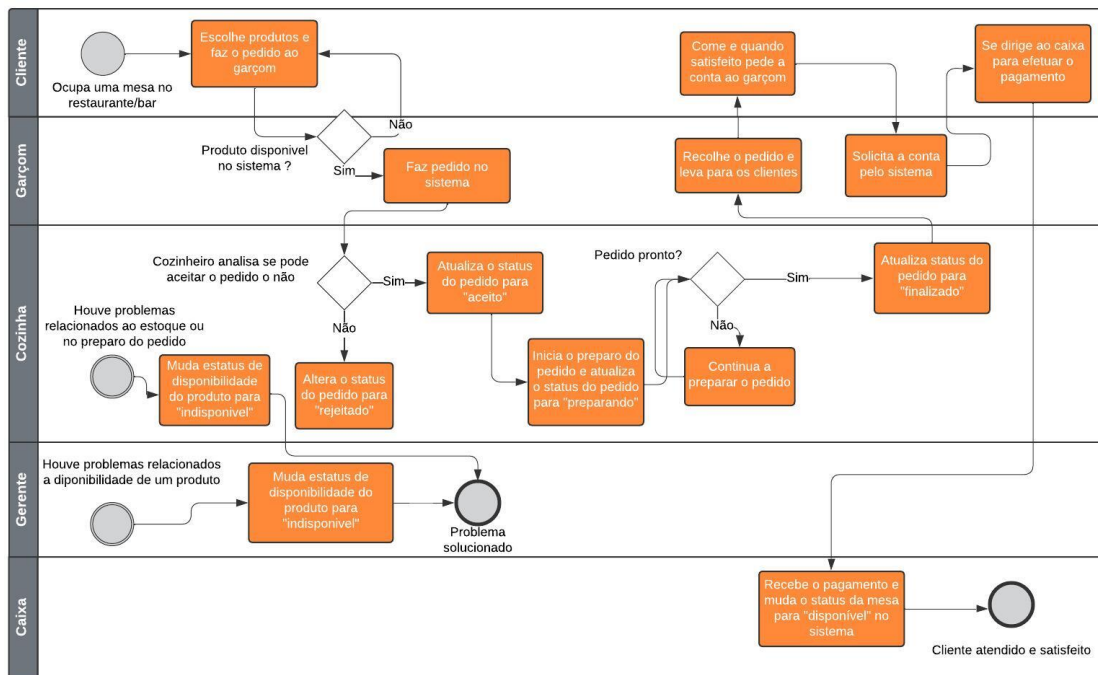 Cliente
Ocupa uma mesa no
restaurante/bar
Escolhe produtos e
faz o pedido ao
garçom
Come e quando
satisfeito pede a
conta ao garçom
Se dirige ao caixa
para efetuar o
pagamento
Garçom
Produto disponivel
no sistema ?
Não
Sim
Faz pedido no
sistema
Recolhe o pedido e
leva para os clientes
Solicita a conta
pelo sistema
Cozinha
Cozinheiro analisa se pode
aceitar o pedido o não
Sim
Não
Atualiza o status
do pedido para
"aceito"
Pedido pronto?
Sim
Não
Atualiza status do
pedido para
"finalizado"
Houve problemas
relacionados ao estoque ou
no preparo do pedido
Muda estatus de
disponibilidade
do produto para
"indisponivel"
Altera o status
do pedido para
"rejeitado"
Inicia o preparo do
pedido e atualiza
o status do pedido
para "preparando"
Continua a
preparar o pedido
Gerente
Houve problemas relacionados
a diponibilidade de um produto
Muda estatus de
disponibilidade do
produto para
"indisponivel"
Problema
solucionado
Caixa
Recebe o pagamento e
muda o status da mesa
para "disponível" no
sistema
Cliente atendido e satisfeito